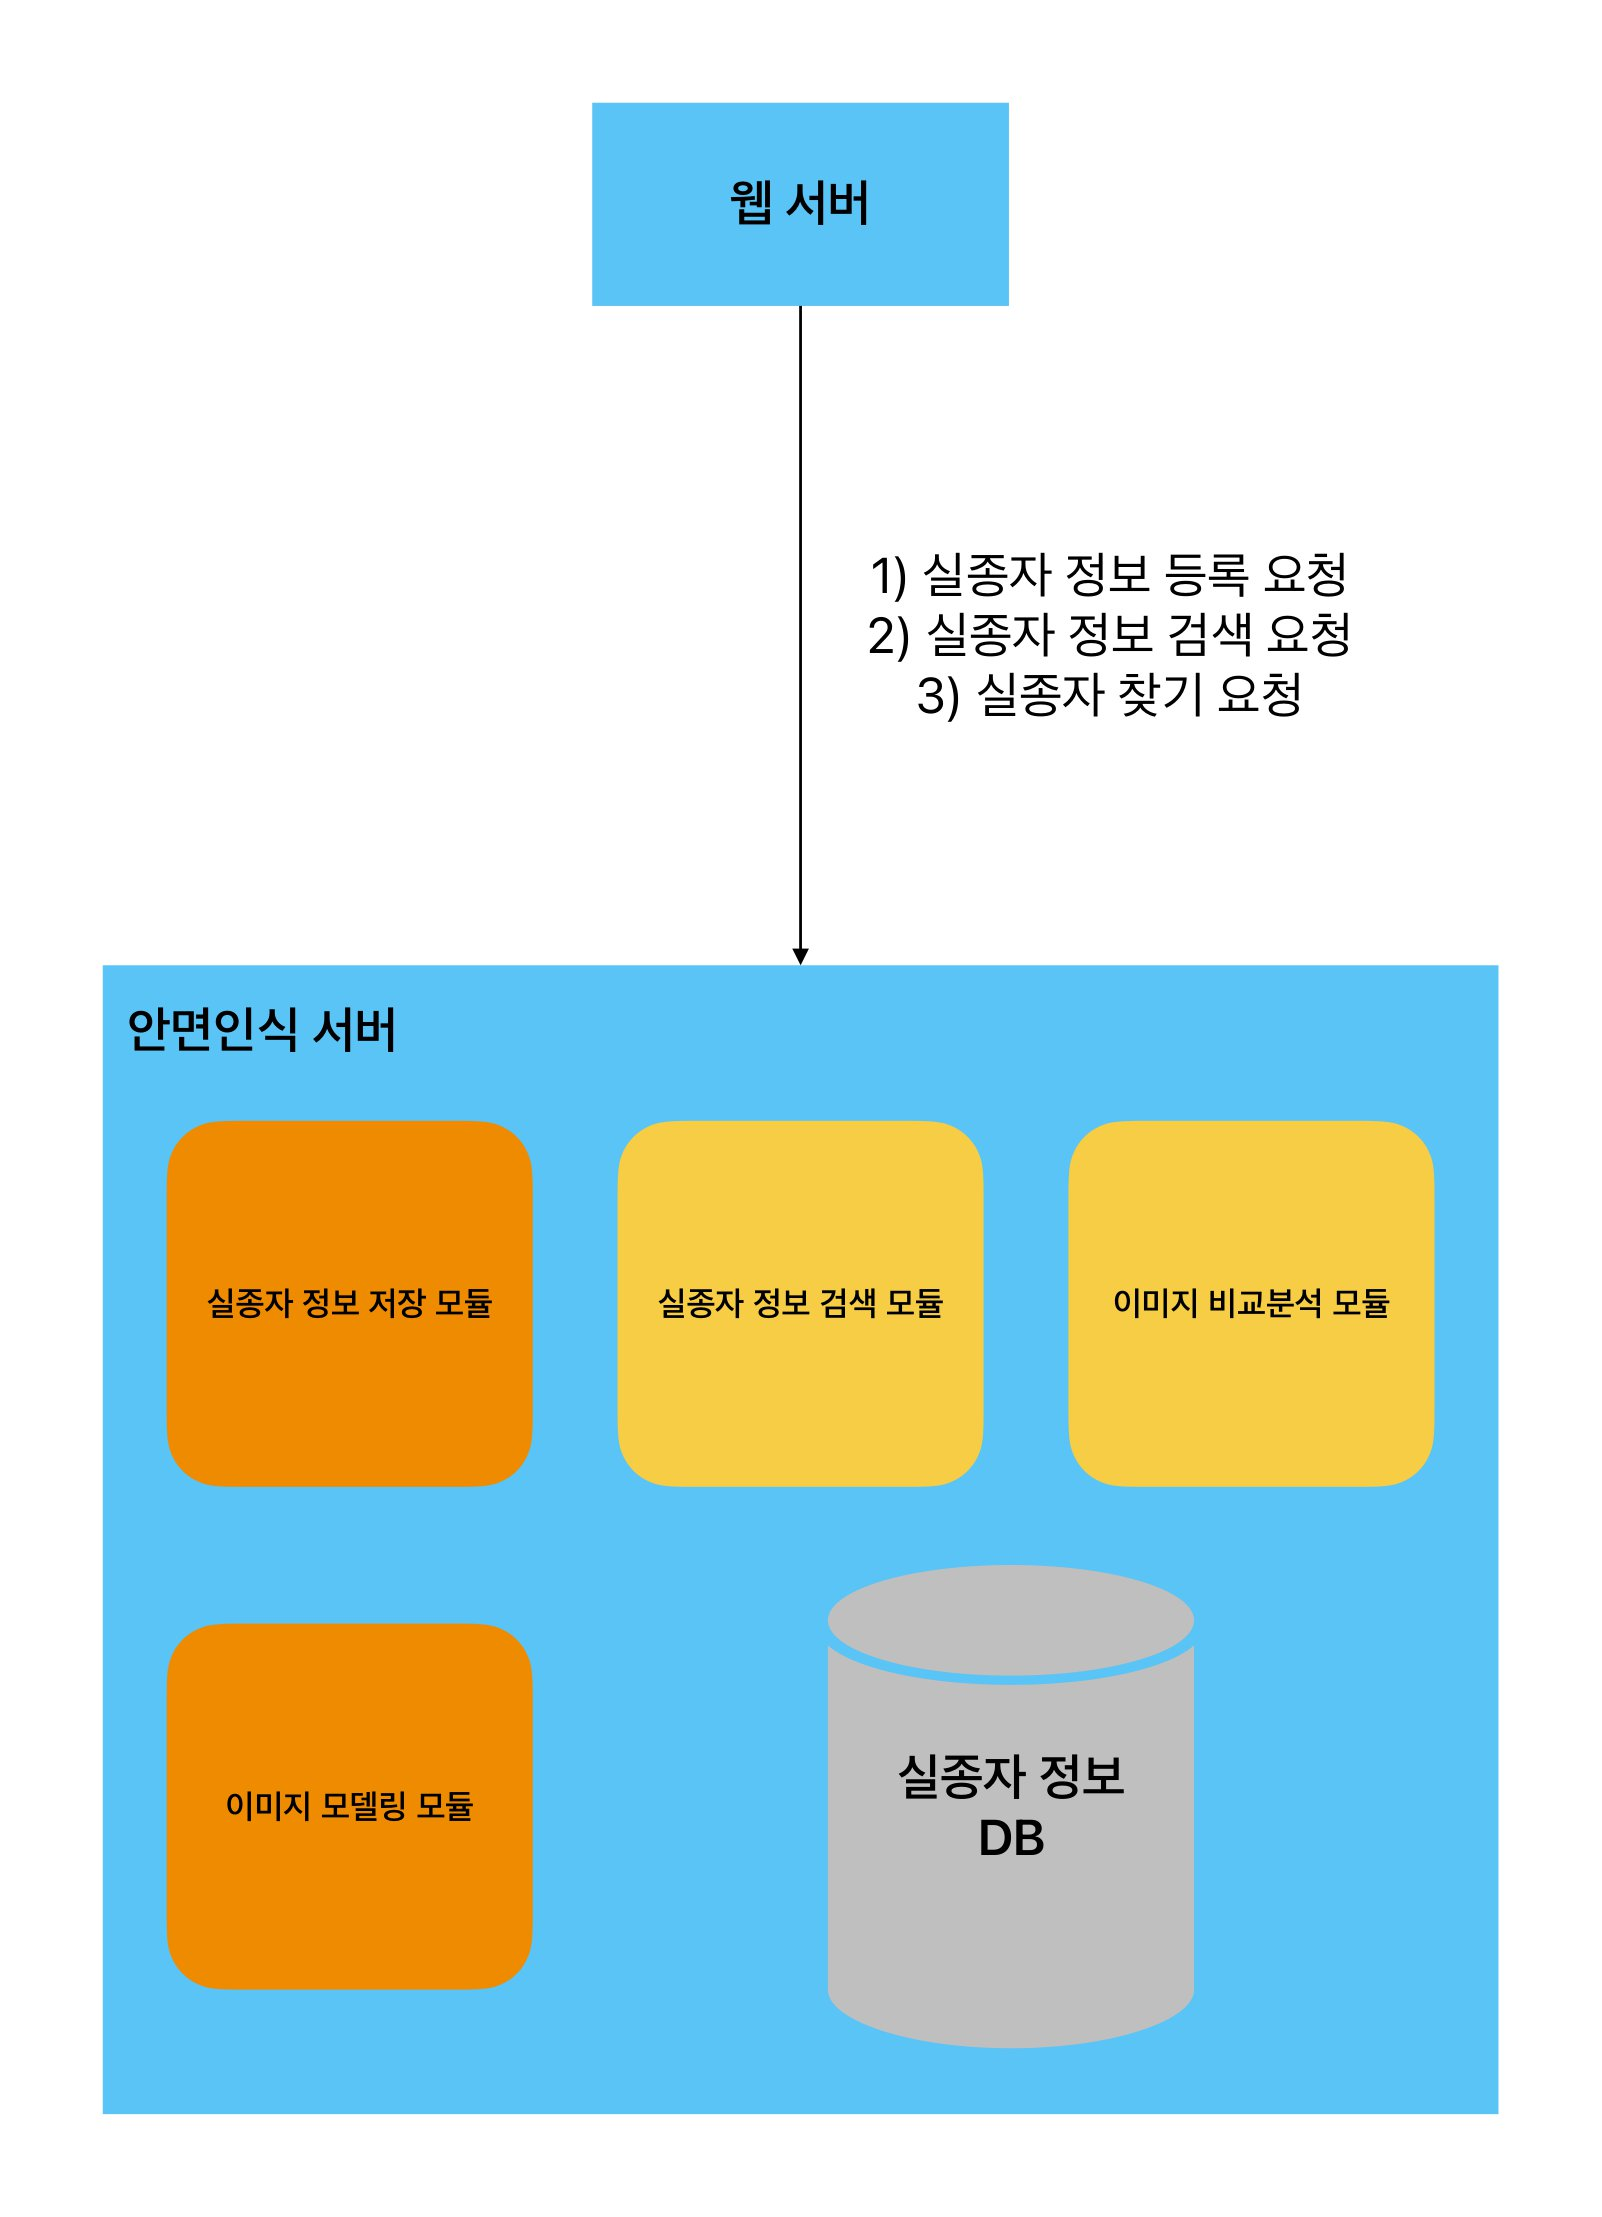 웹 서버
1) 실종자 정보 등록 요청
2) 실종자 정보 검색 요청
3) 실종자 찾기 요청
안면인식 서버
실종자 정보 저장 모듈
실종자 정보 검색 모듈
이미지 비교분석 모듈
이미지 모델링 모듈
실종자 정보
DB